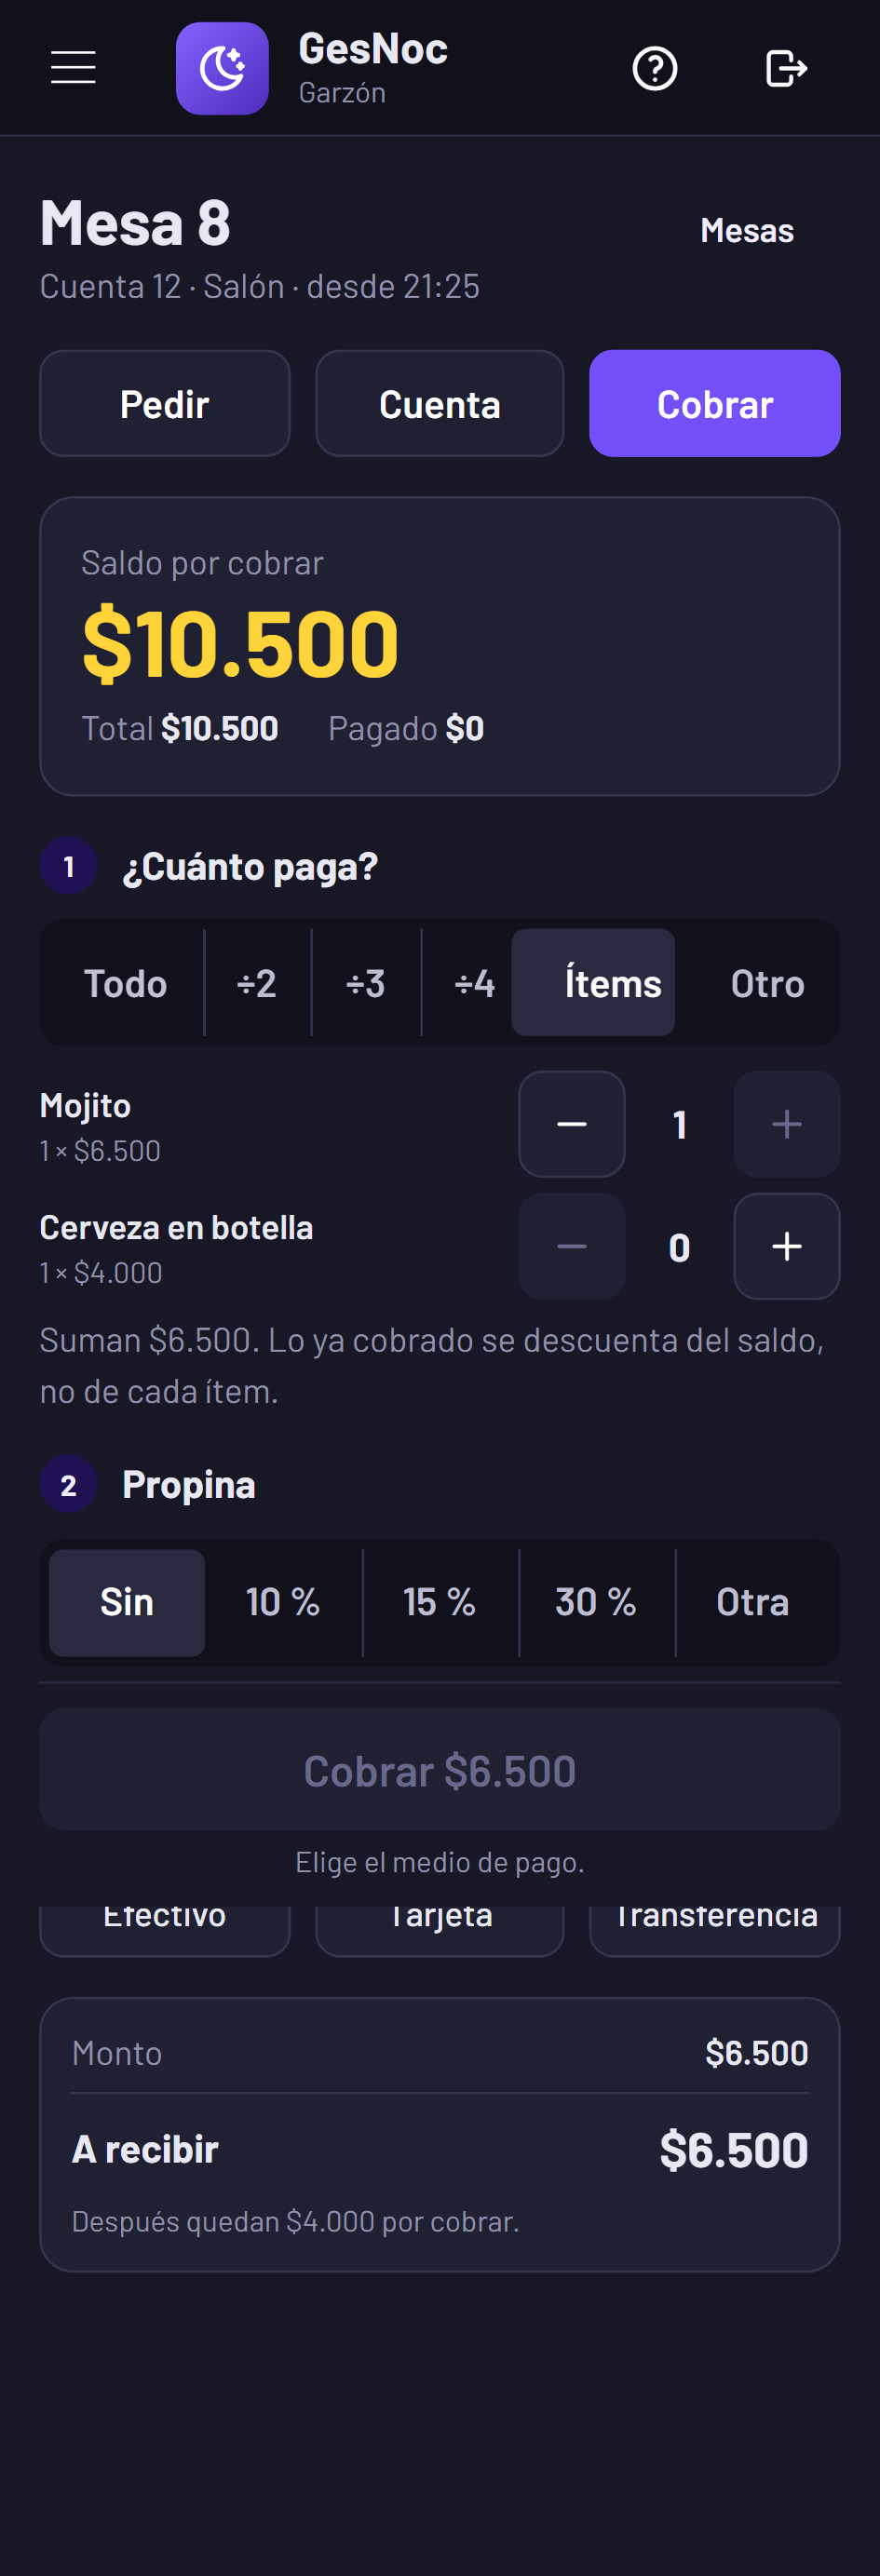 GesNoc
Garzón
Mesa 8
Mesas
Cuenta 12 · Salón · desde 21:25
Pedir
Cuenta
Cobrar
Saldo por cobrar
$10.500
Total $10.500 Pagado $0
1 ¿Cuánto paga?
Todo ÷2 ÷3 ÷4 Ítems Otro
Mojito
1 × $6.500
1
Cerveza en botella
1 × $4.000
0
Suman $6.500. Lo ya cobrado se descuenta del saldo,
no de cada ítem.
2 Propina
Sin 10 % 15 % 30 % Otra
Cobrar $6.500
Elige el medio de pago.
Efectivo Tarjeta Transferencia
Monto $6.500
A recibir $6.500
Después quedan $4.000 por cobrar.